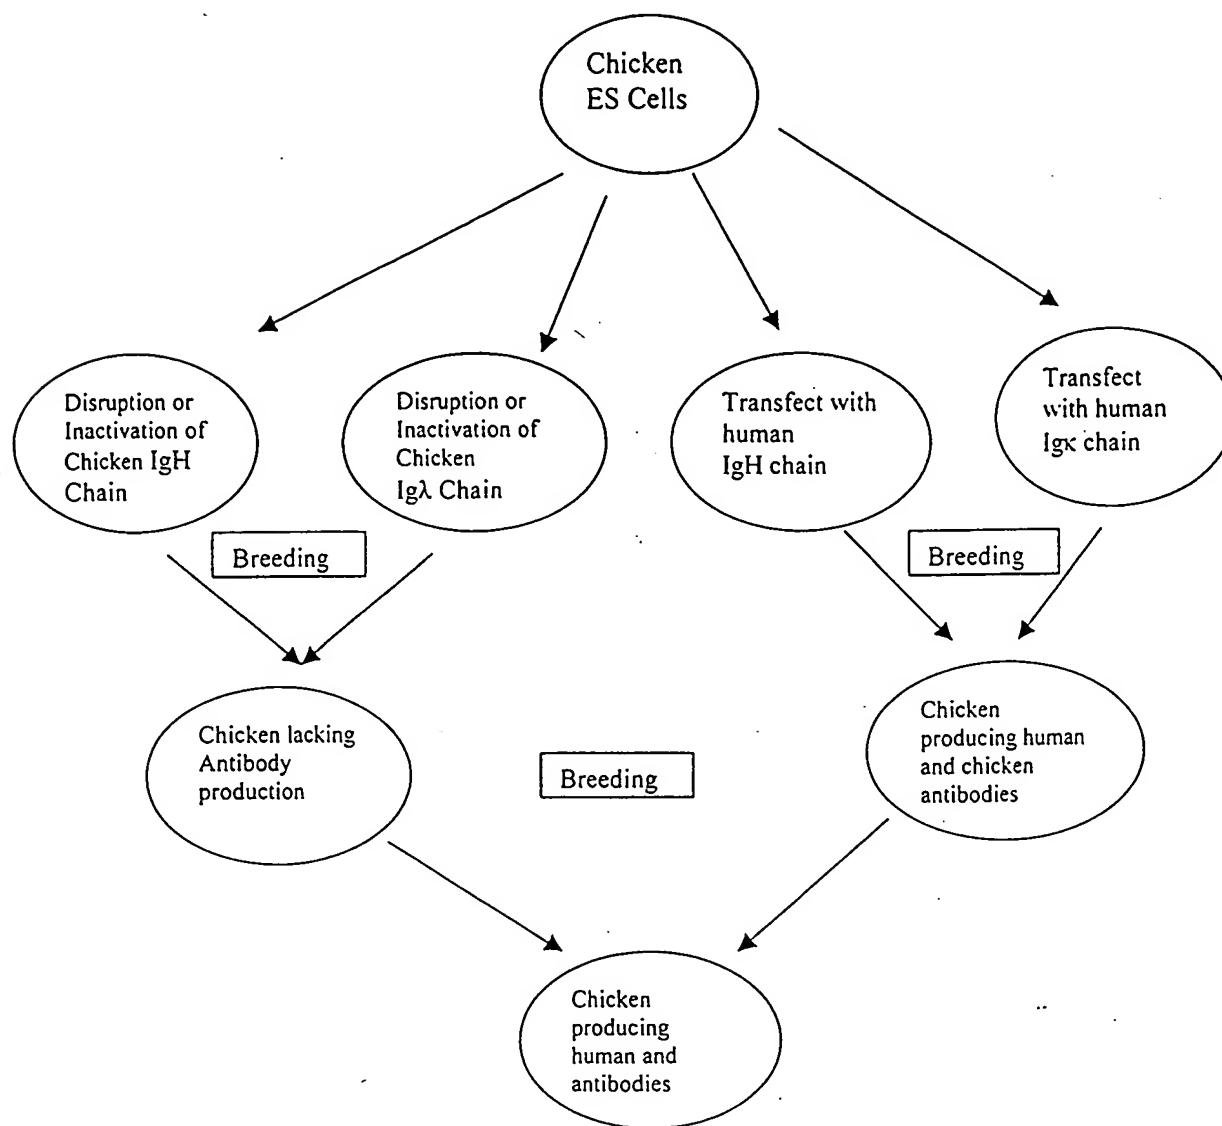 Chicken
ES Cells
Disruption or
Inactivation of
Chicken IgH
Chain
Disruption or
Inactivation of
Chicken
Igλ Chain
Transfect with
human
IgH chain
Transfect
with human
Igκ chain
Breeding
Breeding
Chicken lacking
Antibody
production
Breeding
Chicken
producing human
and chicken
antibodies
Chicken
producing
human and
antibodies